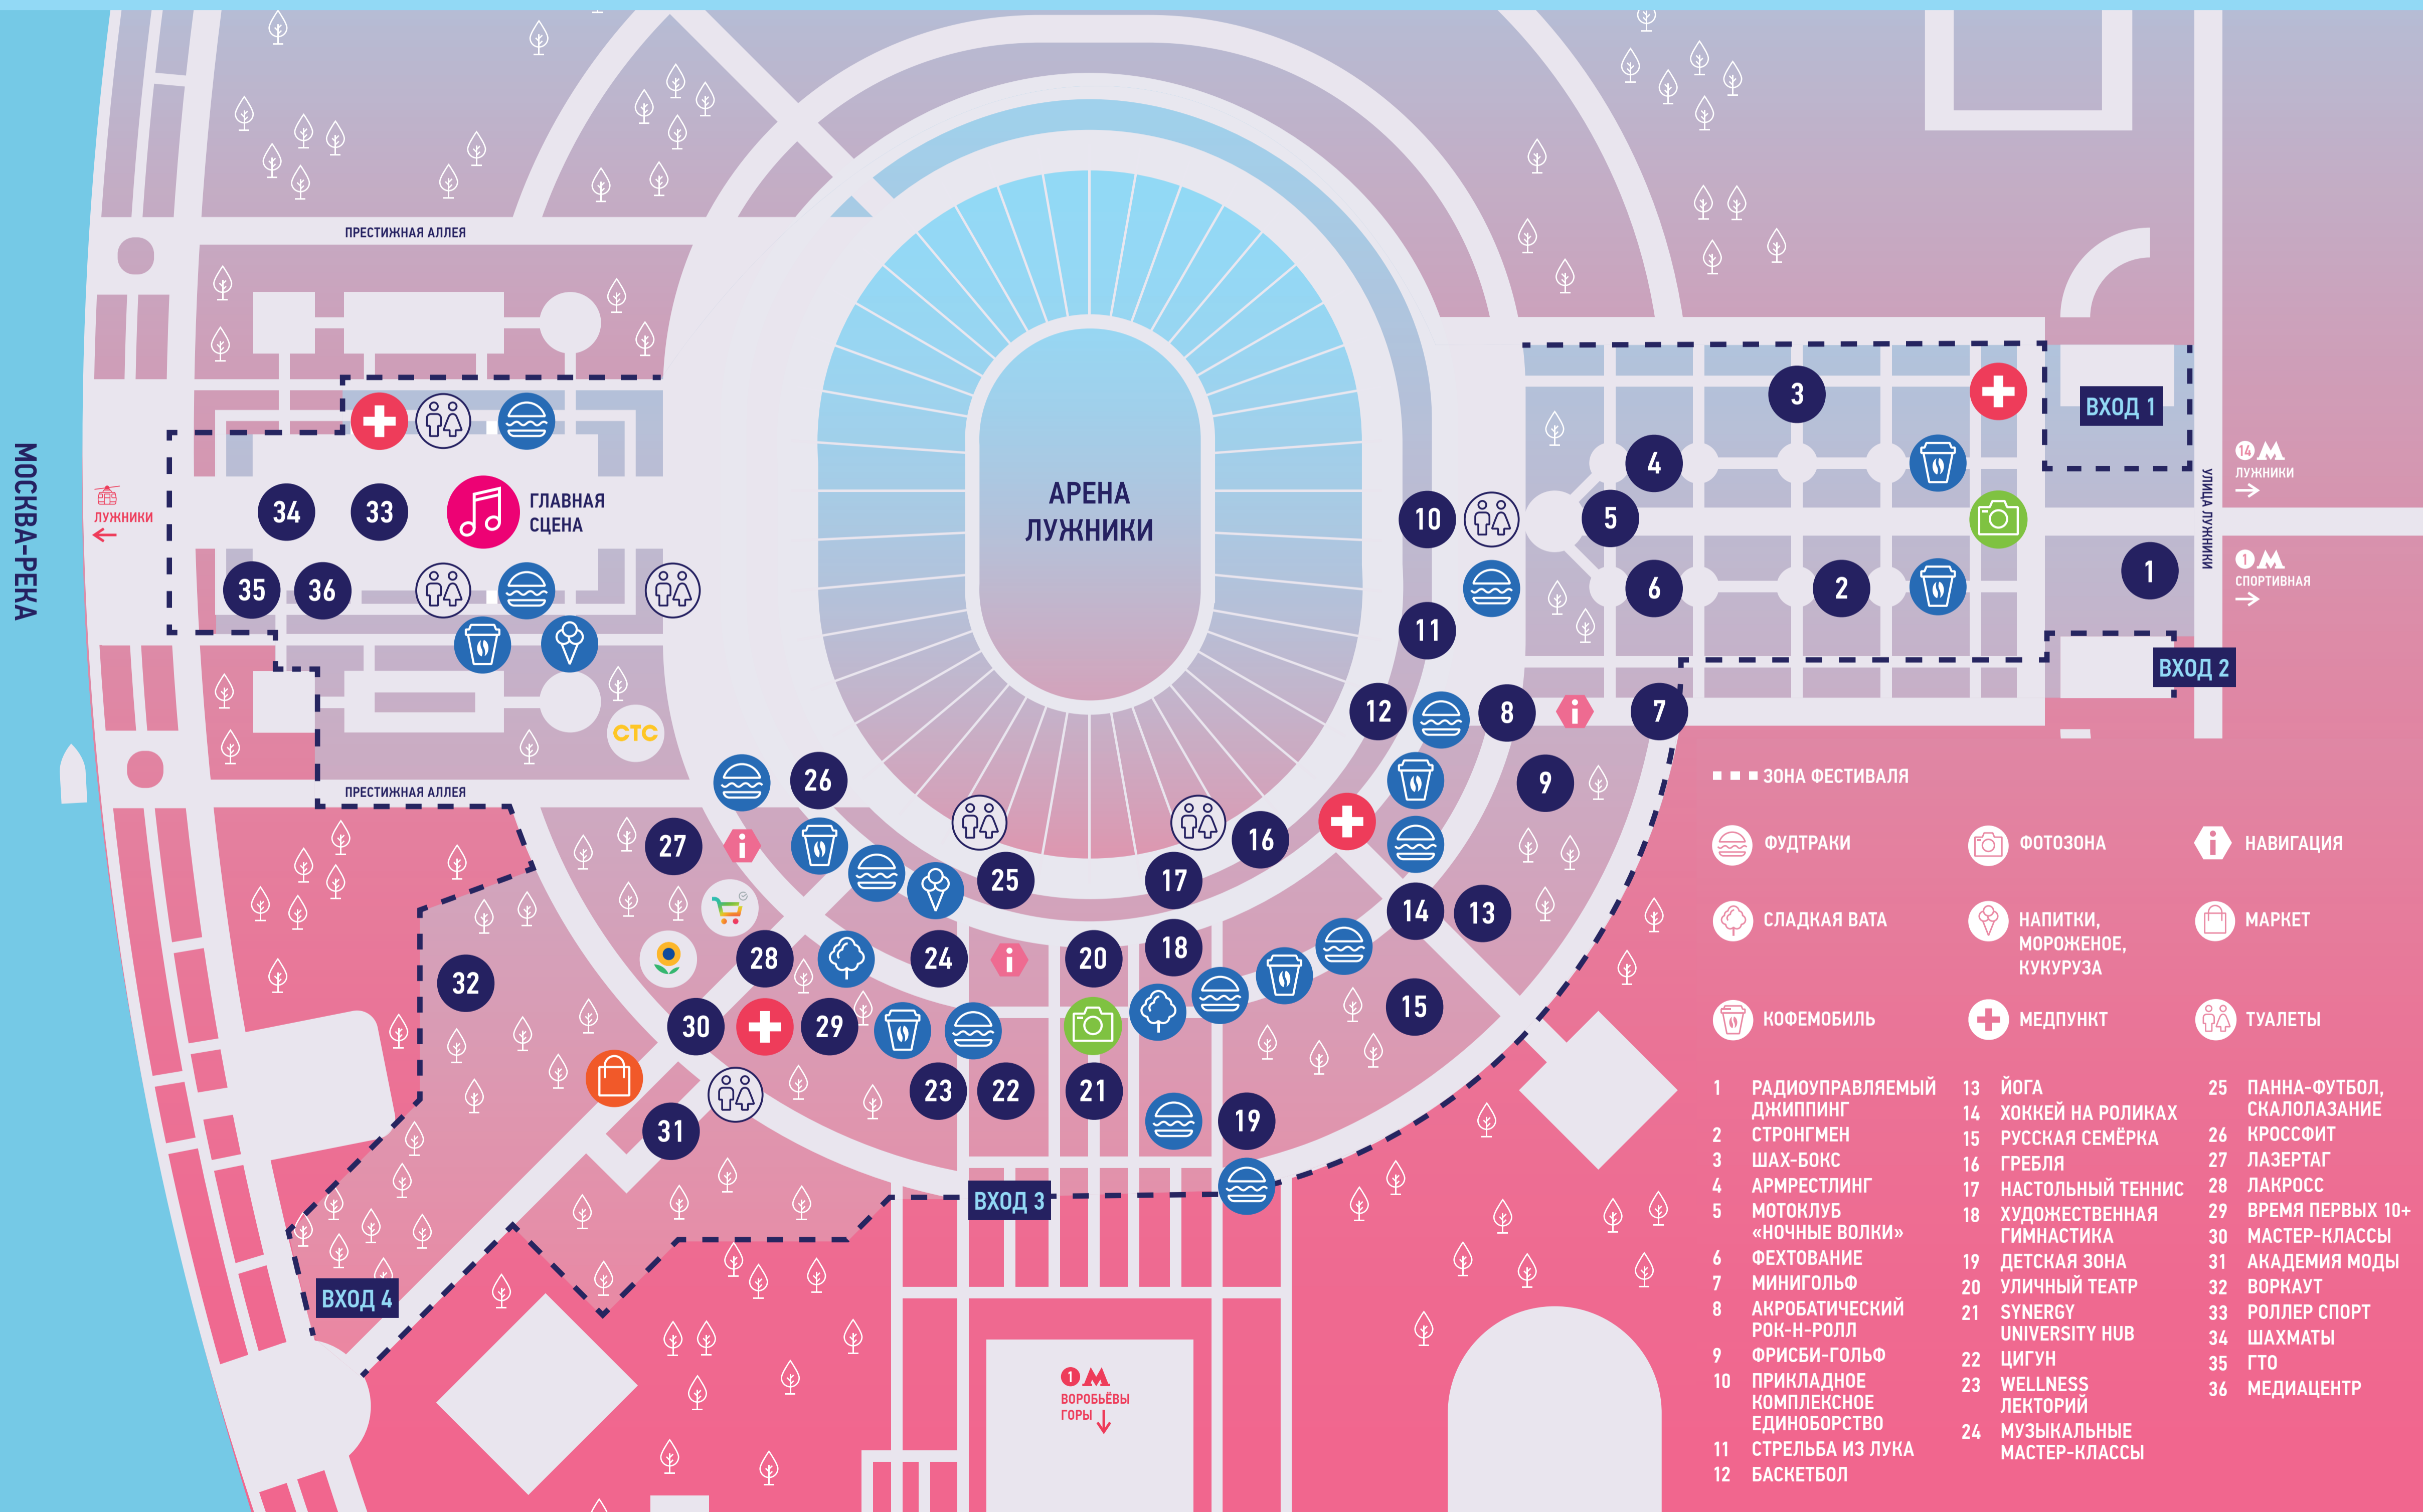 ПРЕСТИЖНАЯ АЛЛЕЯ
МОСКВА-РЕКА
ЛУЖНИКИ
34
33
ГЛАВНАЯ
СЦЕНА
35
36
СТС
ПРЕСТИЖНАЯ АЛЛЕЯ
АРЕНА
ЛУЖНИКИ
3
ВХОД 1
4
10
5
14 М
ЛУЖНИКИ
УЛИЦА ЛУЖНИКИ
6
2
1
1 М
СПОРТИВНАЯ
11
ВХОД 2
12
8
i
7
26
9
27
i
16
25
17
14
13
28
24
i
20
18
32
30
29
15
23
22
21
19
31
ВХОД 3
ВХОД 4
1 М
ВОРОБЬЁВЫ
ГОРЫ
ЗОНА ФЕСТИВАЛЯ
ФУДТРАКИ
ФОТОЗОНА
i НАВИГАЦИЯ
СЛАДКАЯ ВАТА
НАПИТКИ,
МОРОЖЕНОЕ,
КУКУРУЗА
МАРКЕТ
КОФЕМОБИЛЬ
МЕДПУНКТ
ТУАЛЕТЫ
1 РАДИОУПРАВЛЯЕМЫЙ
ДЖИППИНГ
2 СТРОНГМЕН
3 ШАХ-БОКС
4 АРМРЕСТЛИНГ
5 МОТОКЛУБ
«НОЧНЫЕ ВОЛКИ»
6 ФЕХТОВАНИЕ
7 МИНИГОЛЬФ
8 АКРОБАТИЧЕСКИЙ
РОК-Н-РОЛЛ
9 ФРИСБИ-ГОЛЬФ
10 ПРИКЛАДНОЕ
КОМПЛЕКСНОЕ
ЕДИНОБОРСТВО
11 СТРЕЛЬБА ИЗ ЛУКА
12 БАСКЕТБОЛ
13 ЙОГА
14 ХОККЕЙ НА РОЛИКАХ
15 РУССКАЯ СЕМЁРКА
16 ГРЕБЛЯ
17 НАСТОЛЬНЫЙ ТЕННИС
18 ХУДОЖЕСТВЕННАЯ
ГИМНАСТИКА
19 ДЕТСКАЯ ЗОНА
20 УЛИЧНЫЙ ТЕАТР
21 SYNERGY
UNIVERSITY HUB
22 ЦИГУН
23 WELLNESS
ЛЕКТОРИЙ
24 МУЗЫКАЛЬНЫЕ
МАСТЕР-КЛАССЫ
25 ПАННА-ФУТБОЛ,
СКАЛОЛАЗАНИЕ
26 КРОССФИТ
27 ЛАЗЕРТАГ
28 ЛАКРОСС
29 ВРЕМЯ ПЕРВЫХ 10+
30 МАСТЕР-КЛАССЫ
31 АКАДЕМИЯ МОДЫ
32 ВОРКАУТ
33 РОЛЛЕР СПОРТ
34 ШАХМАТЫ
35 ГТО
36 МЕДИАЦЕНТР